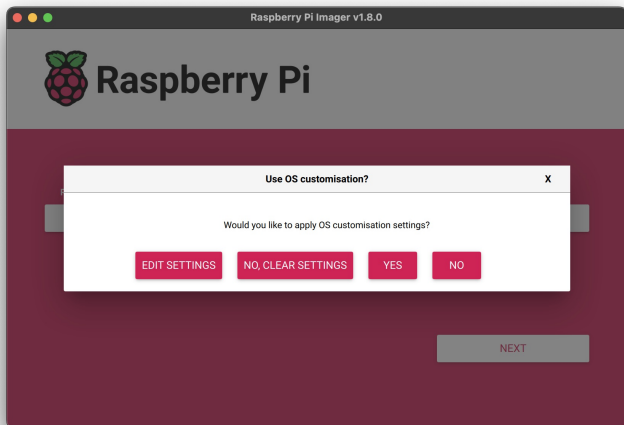 Raspberry Pi Imager v1.8.0
Raspberry Pi
Use OS customisation? X
Would you like to apply OS customisation settings?
EDIT SETTINGS NO, CLEAR SETTINGS YES NO
NEXT